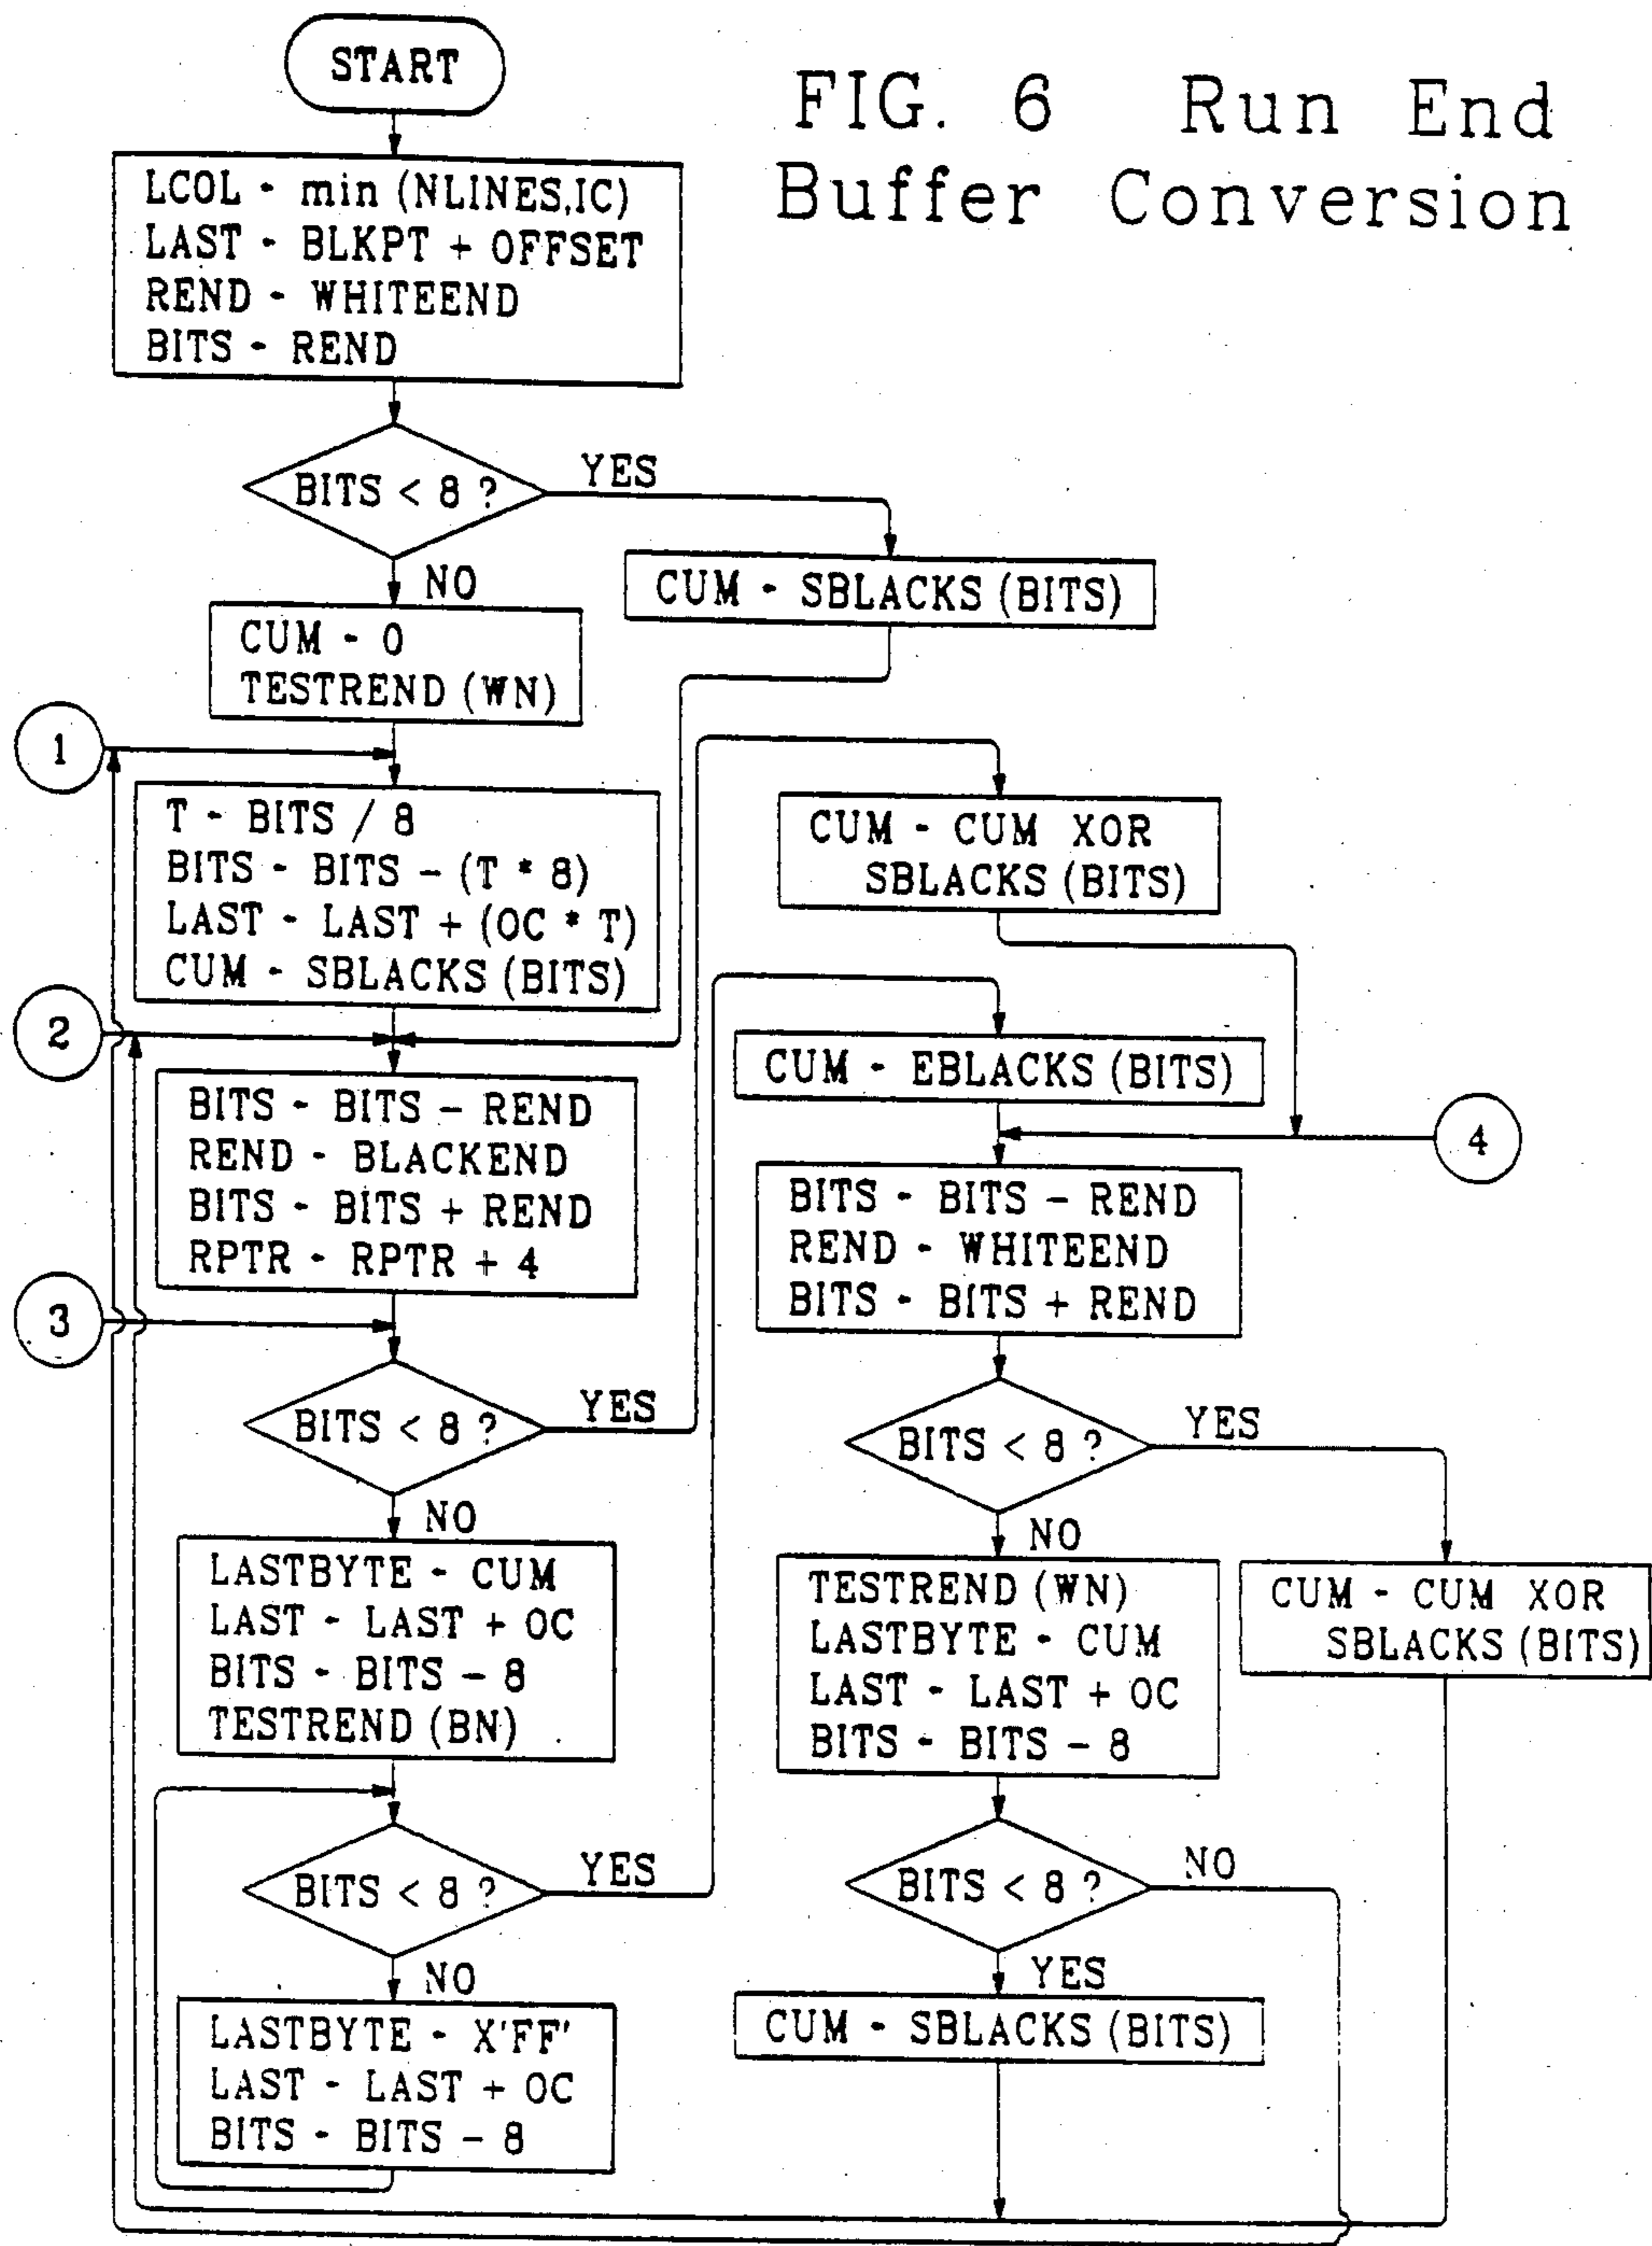 START
FIG. 6 Run End
Buffer Conversion
LCOL - min (NLINES,IC)
LAST - BLKPT + OFFSET
REND - WHITEEND
BITS - REND
BITS < 8 ?
YES
NO
CUM - SBLACKS (BITS)
CUM - 0
TESTREND (WN)
1
T - BITS / 8
BITS - BITS - (T * 8)
LAST - LAST + (OC * T)
CUM - SBLACKS (BITS)
CUM - CUM XOR
SBLACKS (BITS)
2
CUM - EBLACKS (BITS)
4
BITS - BITS - REND
REND - BLACKEND
BITS - BITS + REND
RPTR - RPTR + 4
BITS - BITS - REND
REND - WHITEEND
BITS - BITS + REND
3
BITS < 8 ?
YES
NO
BITS < 8 ?
YES
NO
LASTBYTE - CUM
LAST - LAST + OC
BITS - BITS - 8
TESTREND (BN)
TESTREND (WN)
LASTBYTE - CUM
LAST - LAST + OC
BITS - BITS - 8
CUM - CUM XOR
SBLACKS (BITS)
BITS < 8 ?
YES
NO
BITS < 8 ?
NO
YES
LASTBYTE - X'FF'
LAST - LAST + OC
BITS - BITS - 8
CUM - SBLACKS (BITS)